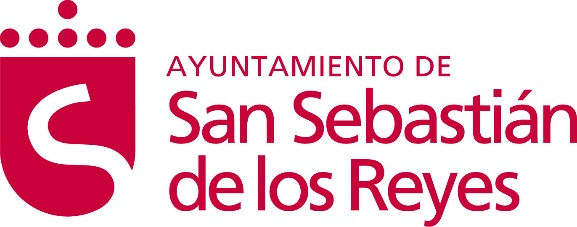 AYUNTAMIENTO DE
San Sebastián
de los Reyes